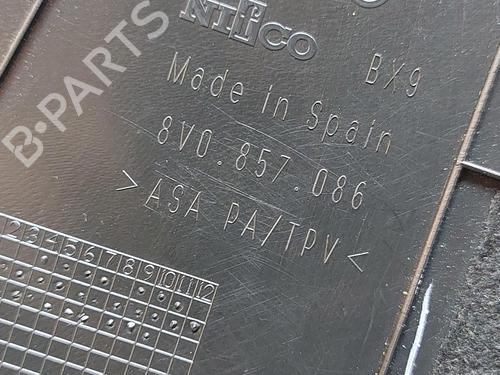 NIfCO
BX9
Made in Spain
8V0.857.086
>ASA PA/TPV<
2 3 4 5 6 7 8 9 10 11 12
B-PARTS